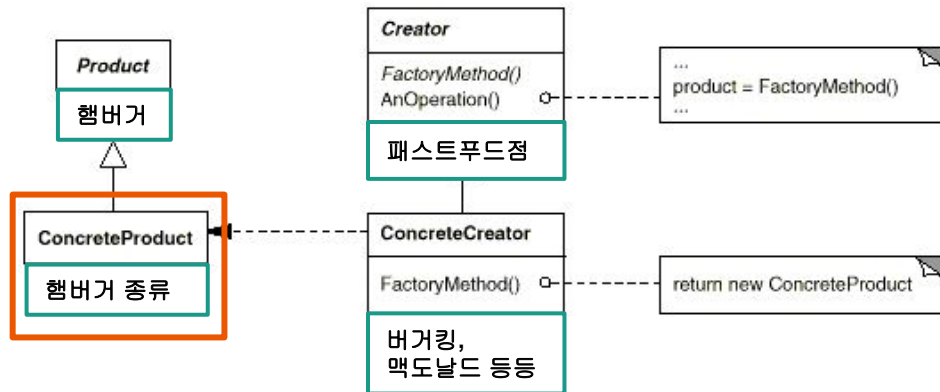 Product
햄버거
ConcreteProduct
햄버거 종류
Creator
FactoryMethod()
AnOperation()
패스트푸드점
ConcreteCreator
FactoryMethod()
버거킹,
맥도날드 등등
...
product = FactoryMethod()
...
return new ConcreteProduct